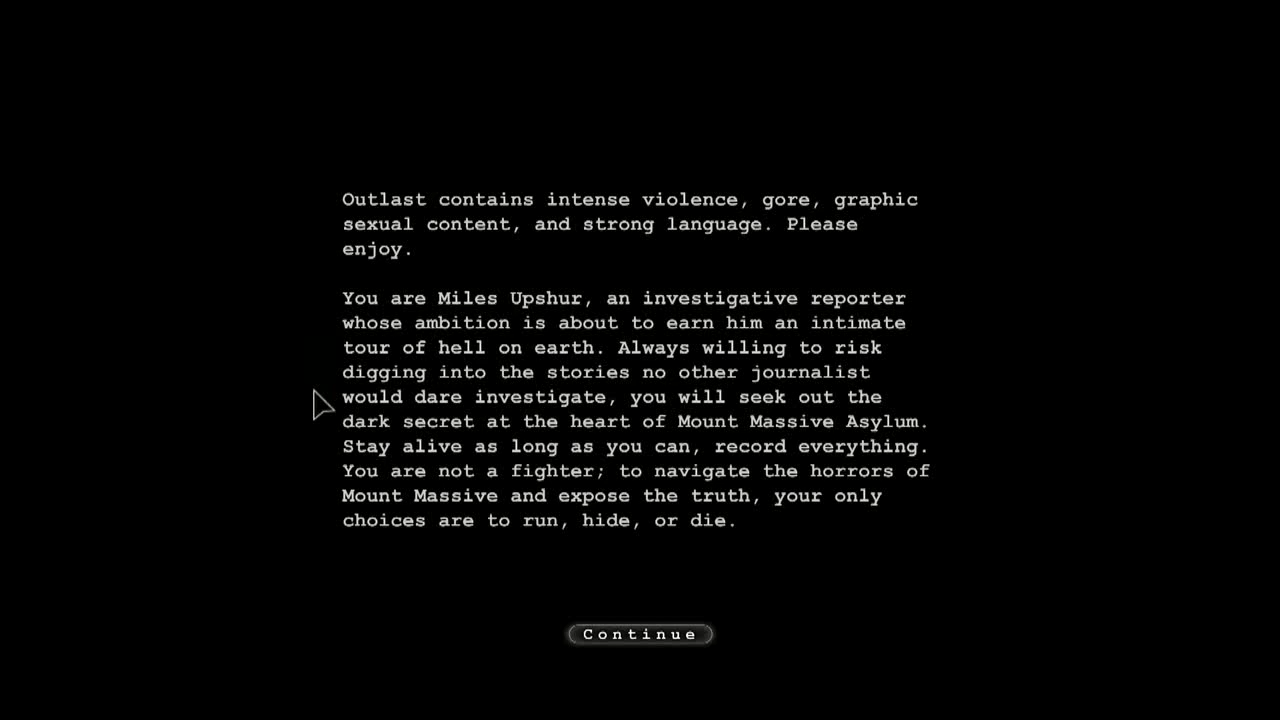 Outlast contains intense violence, gore, graphic
sexual content, and strong language. Please
enjoy.
You are Miles Upshur, an investigative reporter
whose ambition is about to earn him an intimate
tour of hell on earth. Always willing to risk
digging into the stories no other journalist
would dare investigate, you will seek out the
dark secret at the heart of Mount Massive Asylum.
Stay alive as long as you can, record everything.
You are not a fighter; to navigate the horrors of
Mount Massive and expose the truth, your only
choices are to run, hide, or die.
Continue